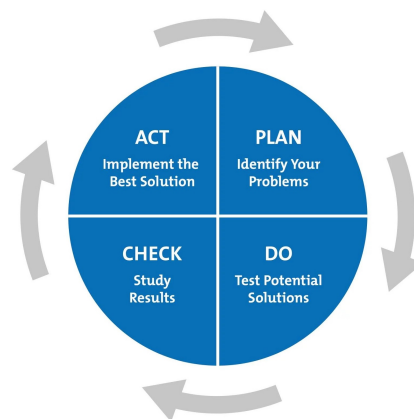 ACT
Implement the
Best Solution
PLAN
Identify Your
Problems
CHECK
Study
Results
DO
Test Potential
Solutions